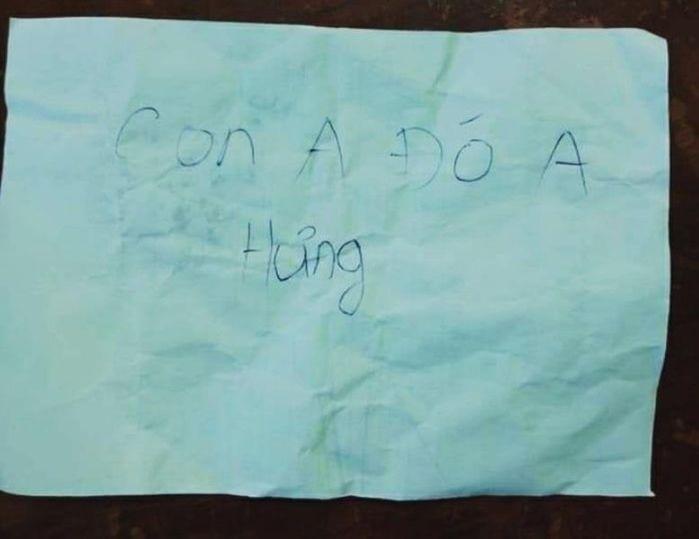 Con A Đó A
Hưng